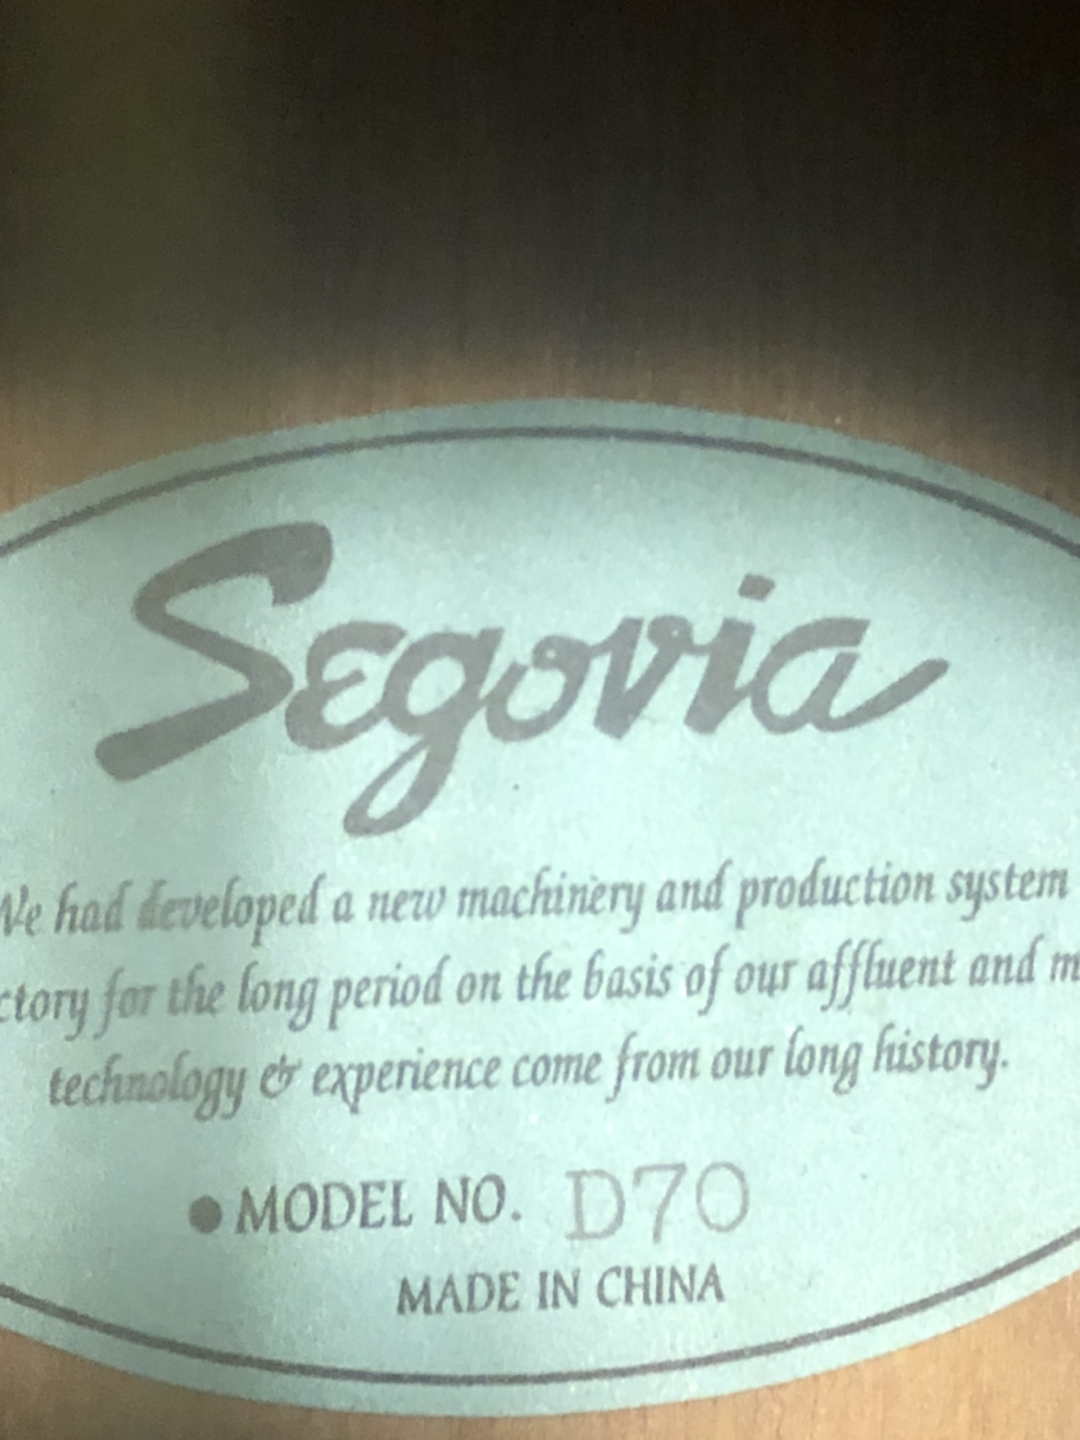 Segovia
We had developed a new machinery and production system
ctory for the long period on the basis of our affluent and m
technology & experience come from our long history.
●MODEL NO. D70
MADE IN CHINA